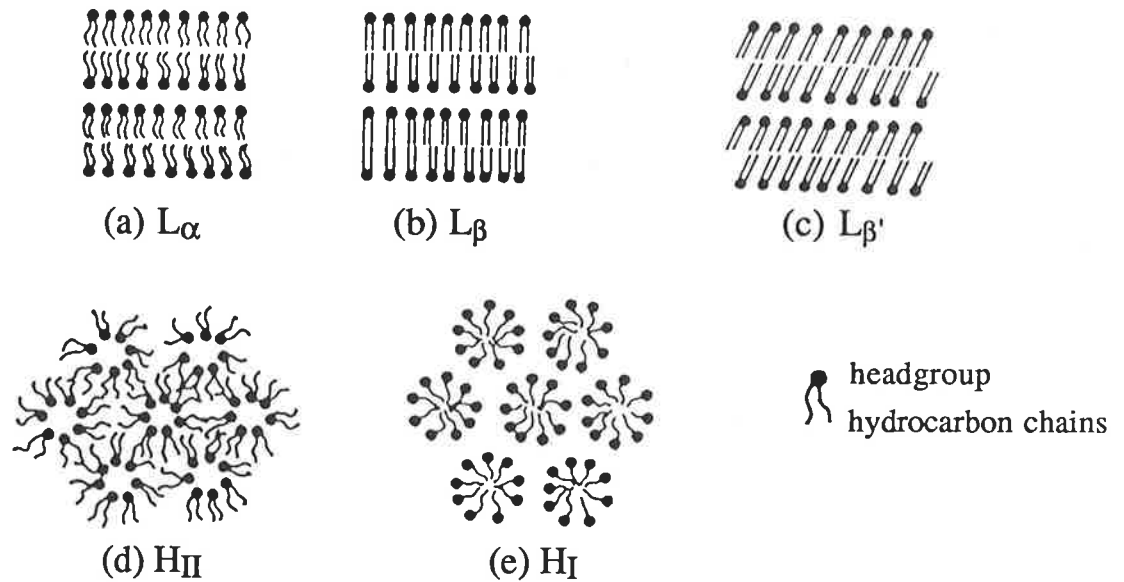 (a) Lα
(b) Lβ
(c) Lβ'
headgroup
hydrocarbon chains
(d) HII
(e) HI